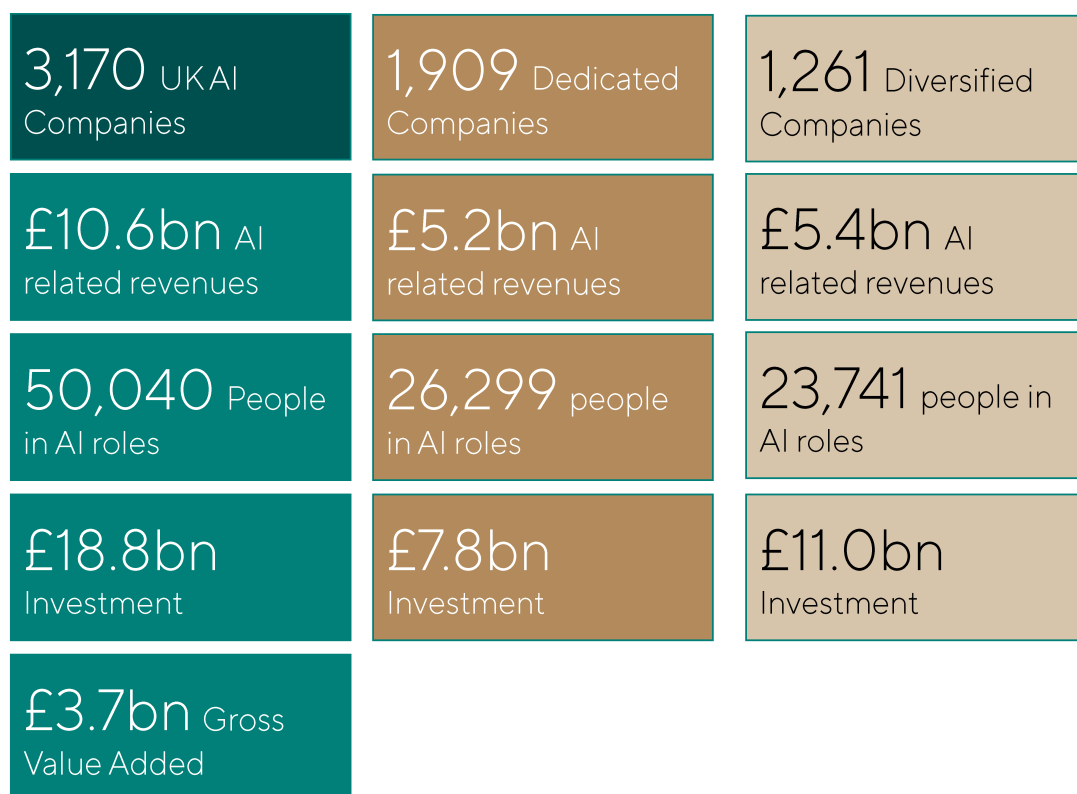 3,170 UK AI
Companies
1,909 Dedicated
Companies
1,261 Diversified
Companies
£10.6bn AI
related revenues
£5.2bn AI
related revenues
£5.4bn AI
related revenues
50,040 People
in AI roles
26,299 people
in AI roles
23,741 people in
AI roles
£18.8bn
Investment
£7.8bn
Investment
£11.0bn
Investment
£3.7bn Gross
Value Added